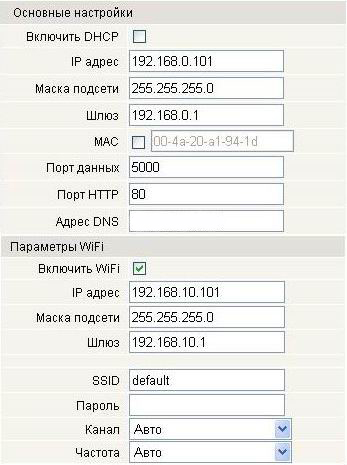 Основные настройки
Включить DHCP
IP адрес 192.168.0.101
Маска подсети 255.255.255.0
Шлюз 192.168.0.1
MAC 00-4a-20-a1-94-1d
Порт данных 5000
Порт HTTP 80
Адрес DNS
Параметры WiFi
Включить WiFi
IP адрес 192.168.10.101
Маска подсети 255.255.255.0
Шлюз 192.168.10.1
SSID default
Пароль
Канал Авто
Частота Авто